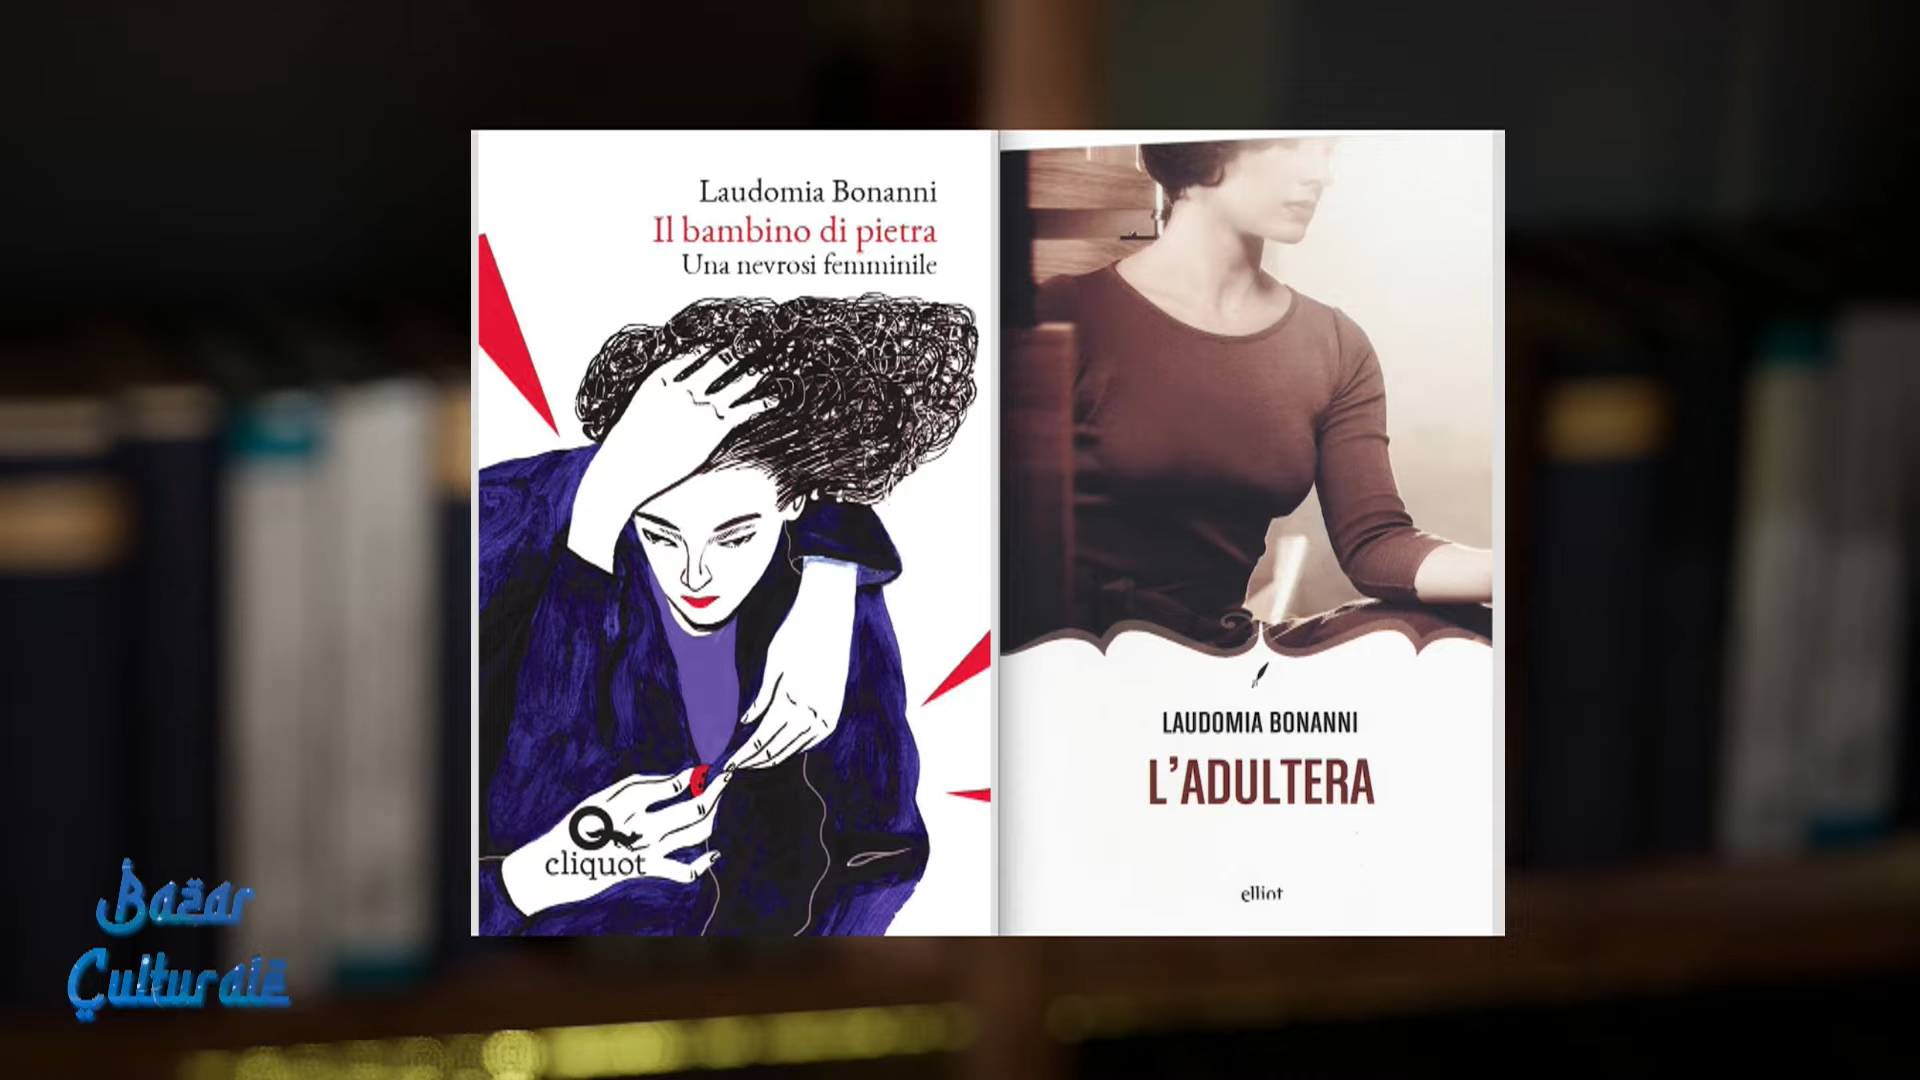 Laudomia Bonanni
Il bambino di pietra
Una nevrosi femminile
cliquot
LAUDOMIA BONANNI
L'ADULTERA
elliot
Bazar
Culturale